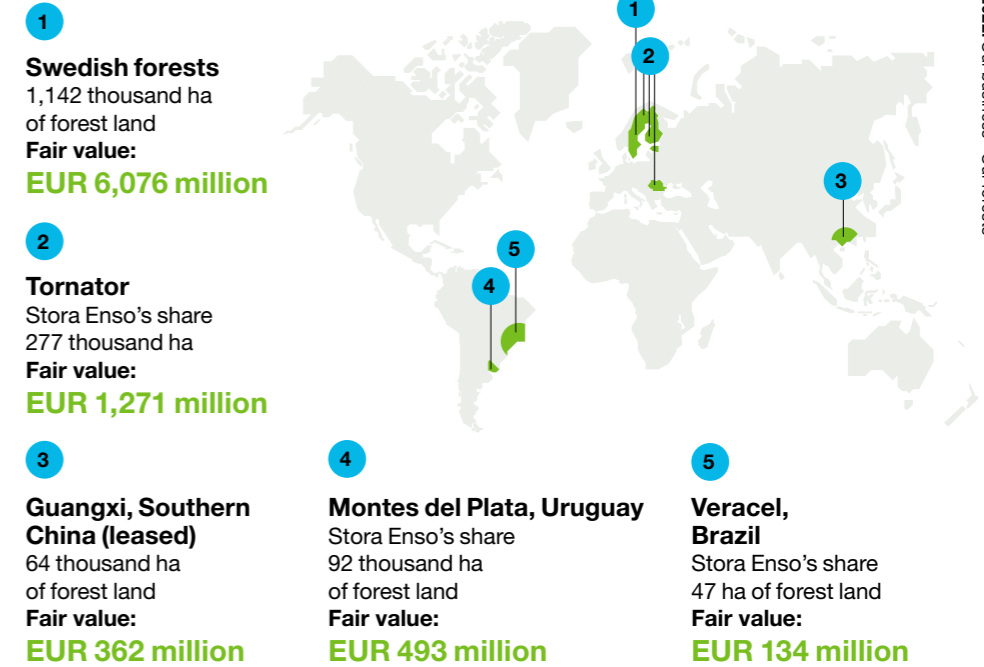 1
Swedish forests
1,142 thousand ha
of forest land
Fair value:
EUR 6,076 million
2
Tornator
Stora Enso's share
277 thousand ha
Fair value:
EUR 1,271 million
1
2
3
4
5
3
Guangxi, Southern
China (leased)
64 thousand ha
of forest land
Fair value:
EUR 362 million
4
Montes del Plata, Uruguay
Stora Enso's share
92 thousand ha
of forest land
Fair value:
EUR 493 million
5
Veracel,
Brazil
Stora Enso's share
47 ha of forest land
Fair value:
EUR 134 million